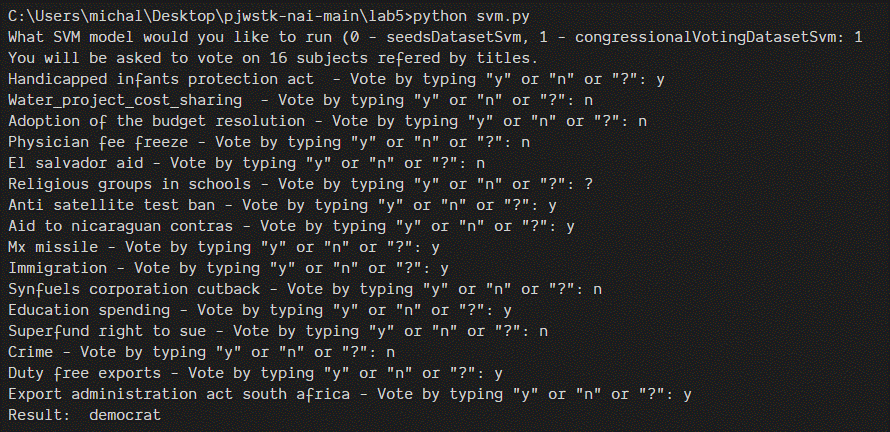 C:\Users\michal\Desktop\pjwstk-nai-main\lab5>python svm.py
What SVM model would you like to run (0 - seedsDatasetSvm, 1 - congressionalVotingDatasetSvm: 1
You will be asked to vote on 16 subjects refered by titles.
Handicapped infants protection act  - Vote by typing "y" or "n" or "?": y
Water_project_cost_sharing  - Vote by typing "y" or "n" or "?": n
Adoption of the budget resolution - Vote by typing "y" or "n" or "?": n
Physician fee freeze - Vote by typing "y" or "n" or "?": n
El salvador aid - Vote by typing "y" or "n" or "?": n
Religious groups in schools - Vote by typing "y" or "n" or "?": ?
Anti satellite test ban - Vote by typing "y" or "n" or "?": y
Aid to nicaraguan contras - Vote by typing "y" or "n" or "?": y
Mx missile - Vote by typing "y" or "n" or "?": y
Immigration - Vote by typing "y" or "n" or "?": y
Synfuels corporation cutback - Vote by typing "y" or "n" or "?": n
Education spending - Vote by typing "y" or "n" or "?": y
Superfund right to sue - Vote by typing "y" or "n" or "?": n
Crime - Vote by typing "y" or "n" or "?": n
Duty free exports - Vote by typing "y" or "n" or "?": y
Export administration act south africa - Vote by typing "y" or "n" or "?": y
Result:  democrat